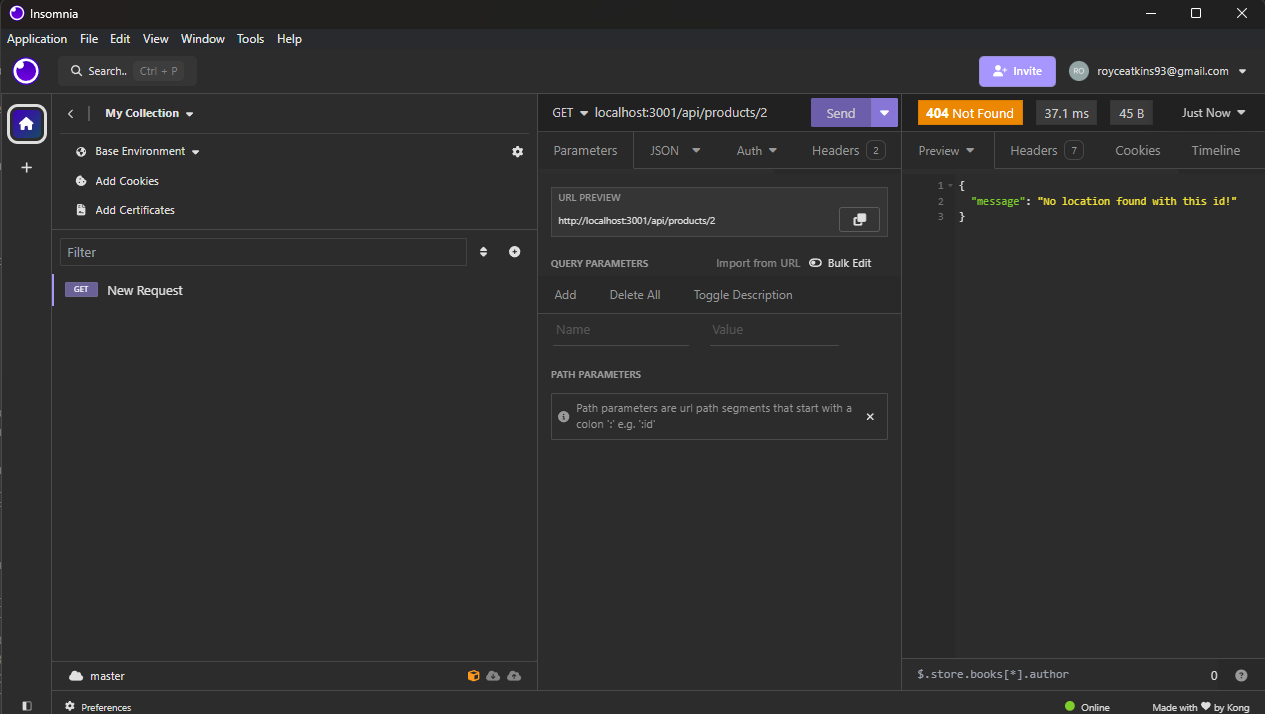 Insomnia
Application File Edit View Window Tools Help
Search.. Ctrl + P
Invite
RO
royceatkins93@gmail.com
My Collection
Base Environment
Add Cookies
Add Certificates
Filter
GET New Request
master
Preferences
GET localhost:3001/api/products/2 Send
Parameters JSON Auth Headers 2
URL PREVIEW
http://localhost:3001/api/products/2
QUERY PARAMETERS Import from URL Bulk Edit
Add Delete All Toggle Description
Name Value
PATH PARAMETERS
Path parameters are url path segments that start with a
colon ':' e.g. ':id'
404 Not Found 37.1 ms 45 B Just Now
Preview Headers 7 Cookies Timeline
1 {
2 "message": "No location found with this id!"
3 }
$.store.books[*].author 0 ?
Online Made with ♥ by Kong